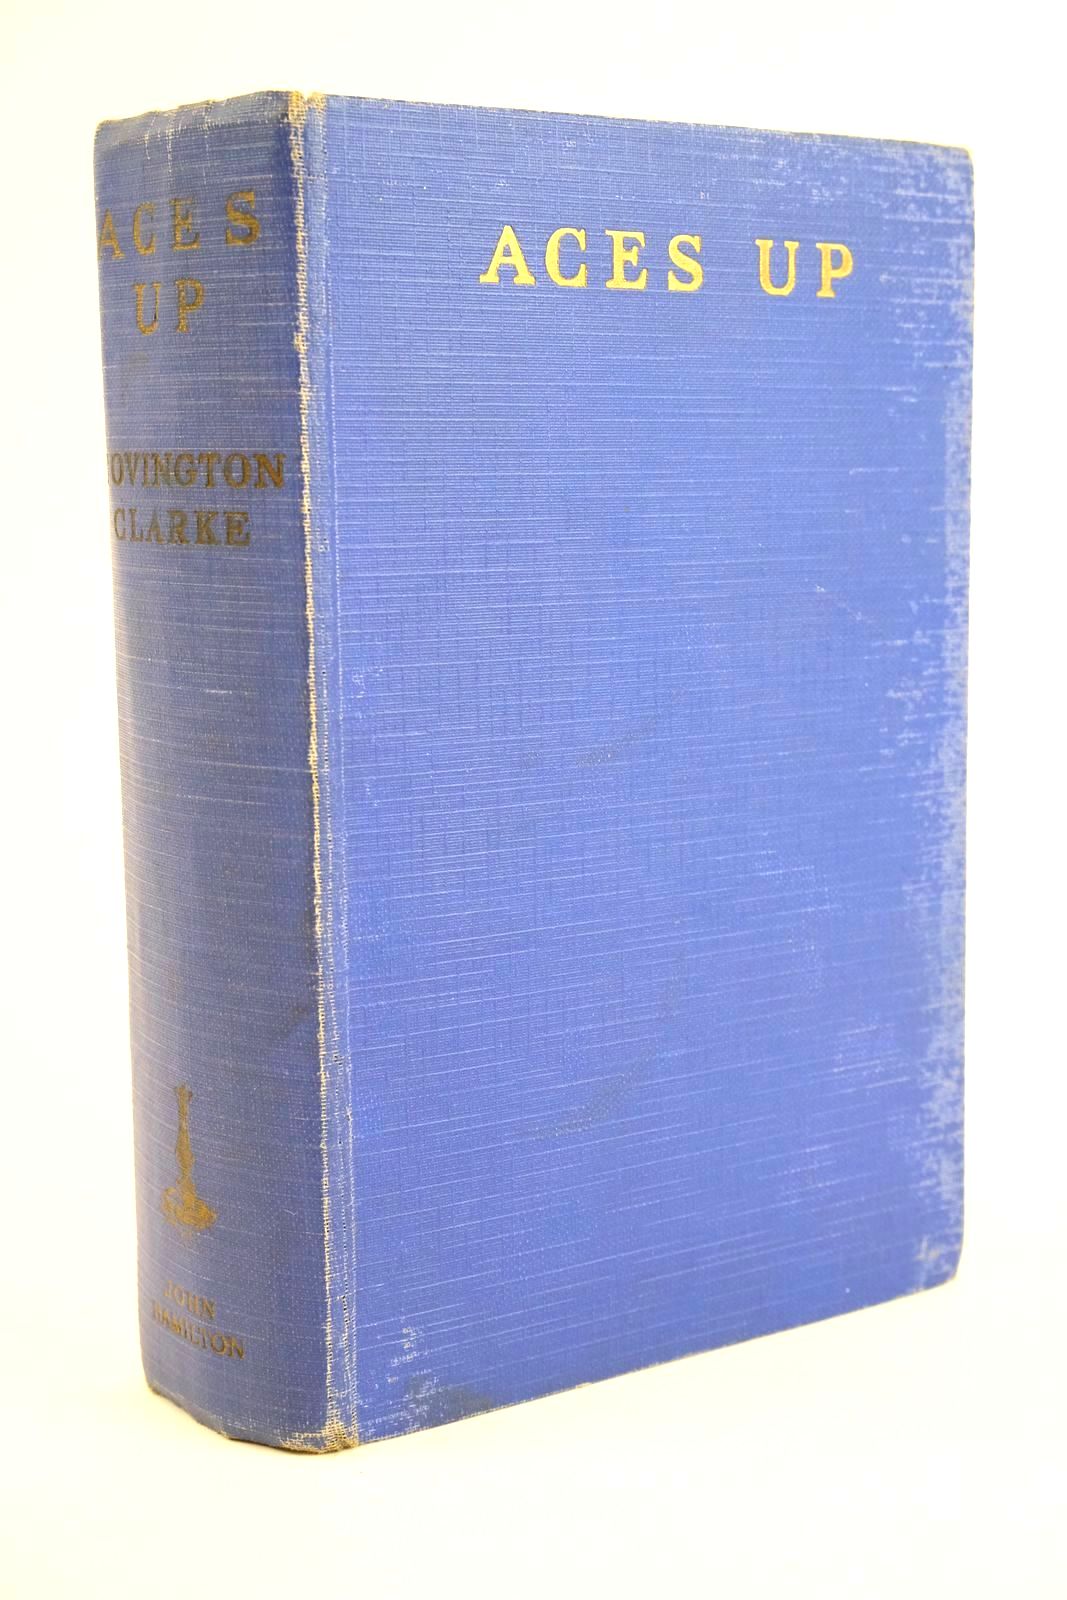 ACES
UP
COVINGTON
CLARKE
JOHN
HAMILTON
ACES UP